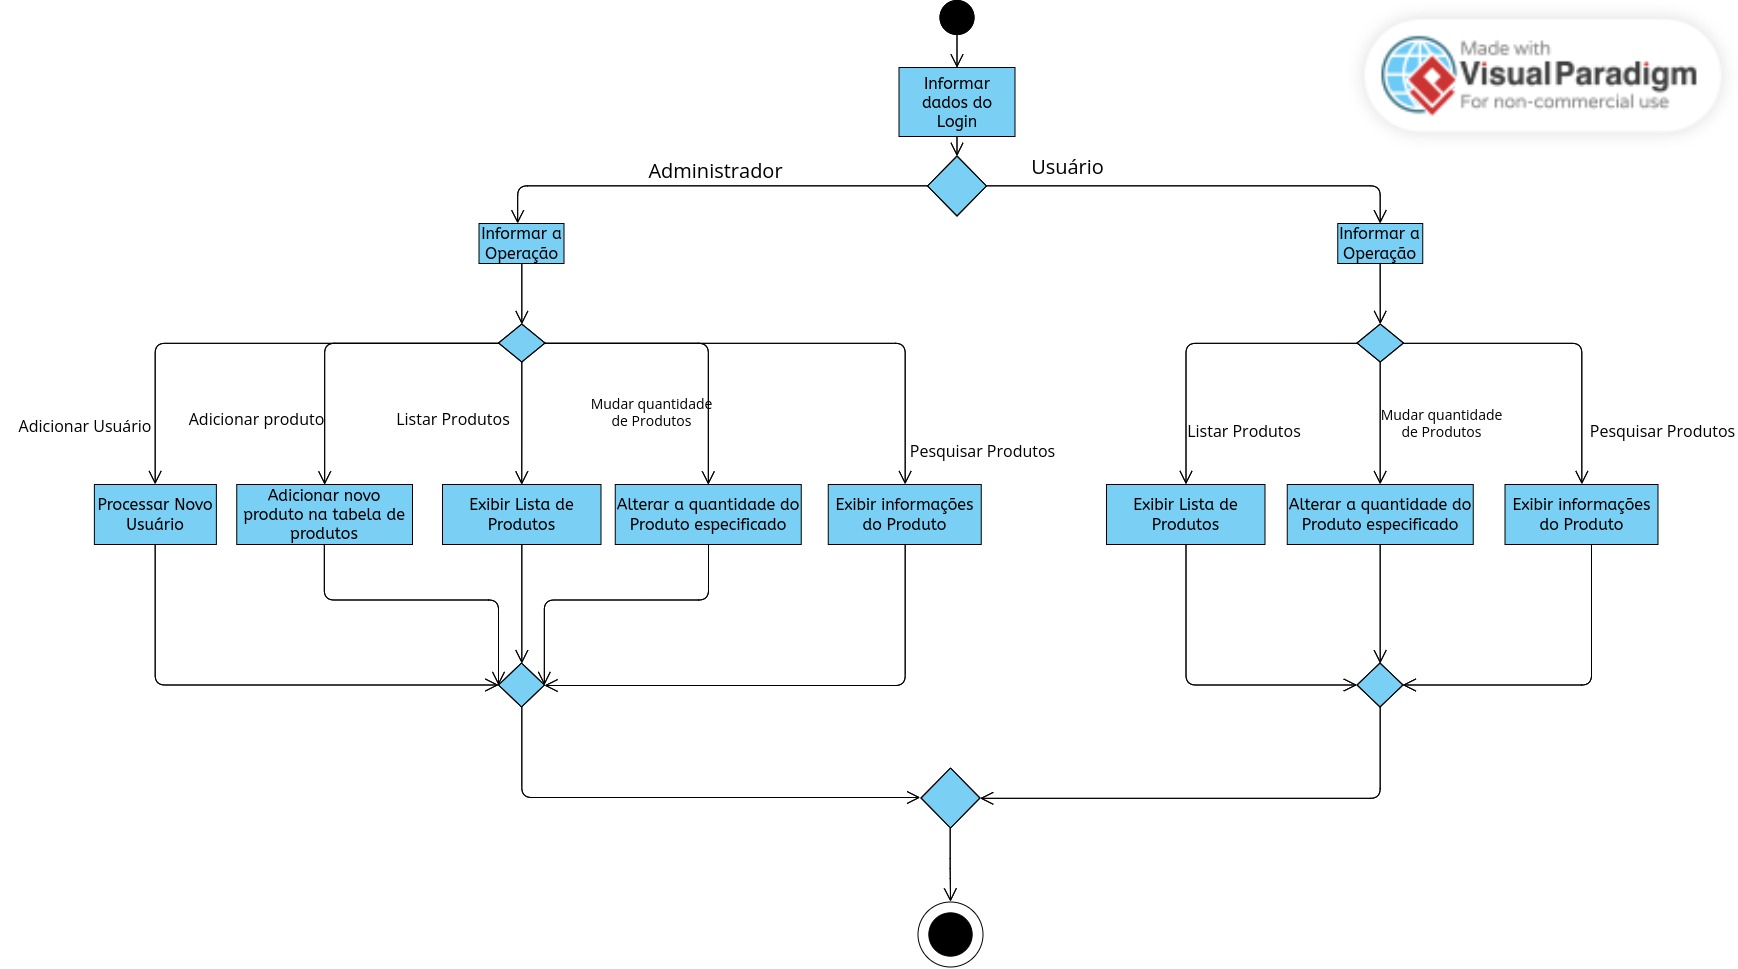 Made with
Visual Paradigm
For non-commercial use
Informar
dados do
Login
Administrador
Usuário
Informar a
Operação
Informar a
Operação
Adicionar Usuário
Adicionar produto
Listar Produtos
Mudar quantidade
de Produtos
Pesquisar Produtos
Listar Produtos
Mudar quantidade
de Produtos
Pesquisar Produtos
Processar Novo
Usuário
Adicionar novo
produto na tabela de
produtos
Exibir Lista de
Produtos
Alterar a quantidade do
Produto especificado
Exibir informações
do Produto
Exibir Lista de
Produtos
Alterar a quantidade do
Produto especificado
Exibir informações
do Produto